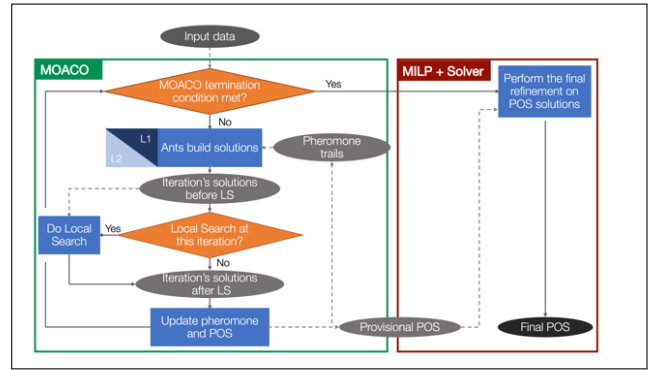 Input data
MOACO
MILP + Solver
MOACO termination
condition met?
Yes
Perform the final
refinement on
POS solutions
No
L1
L2
Ants build solutions
Pheromone
trails
Iteration's solutions
before LS
Do Local
Search
Yes
Local Search at
this iteration?
No
Iteration's solutions
after LS
Update pheromone
and POS
Provisional POS
Final POS